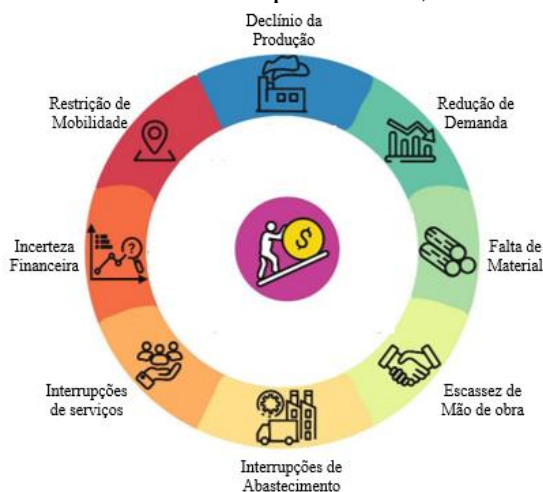 Declínio da
Produção
Redução de
Demanda
Falta de
Material
Escassez de
Mão de obra
Interrupções de
Abastecimento
Interrupções
de serviços
Incerteza
Financeira
Restrição de
Mobilidade
$
?